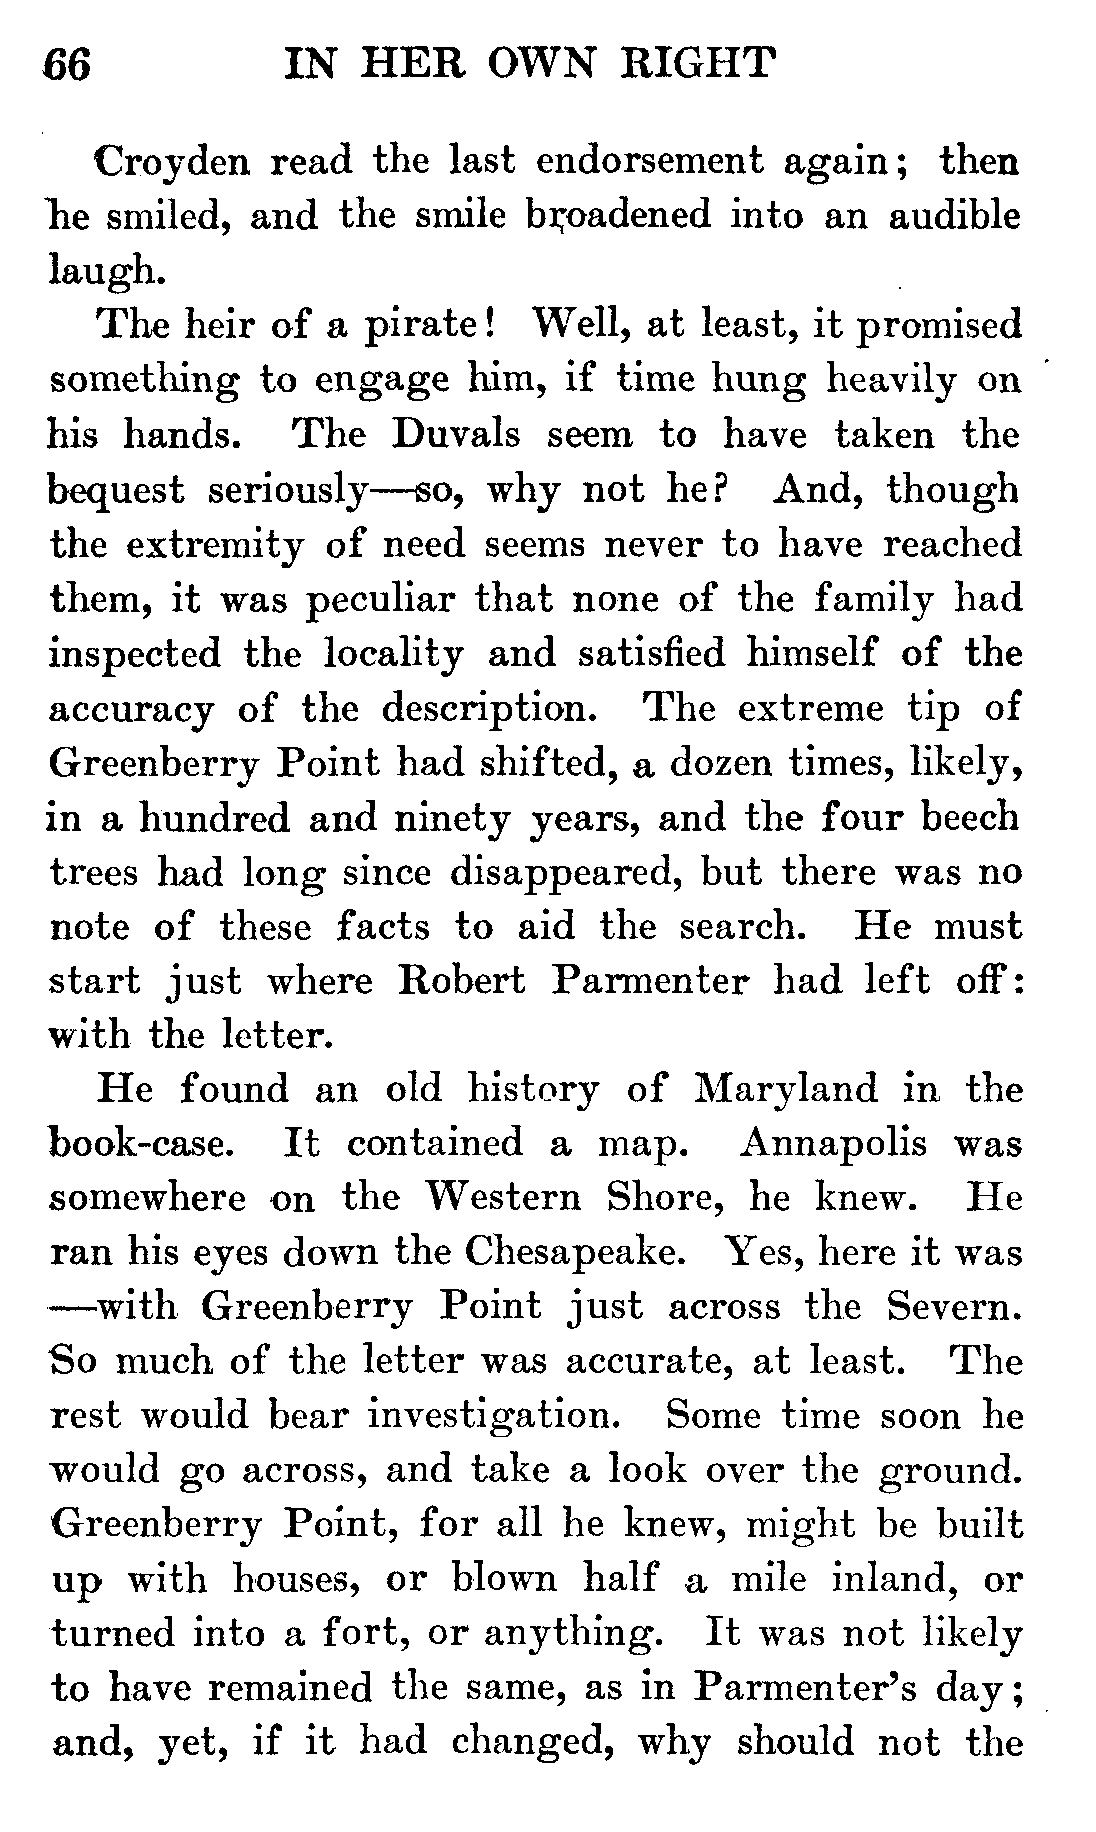 66 IN HER OWN RIGHT
Croyden read the last endorsement again; then
he smiled, and the smile broadened into an audible
laugh.
The heir of a pirate! Well, at least, it promised
something to engage him, if time hung heavily on
his hands. The Duvals seem to have taken the
bequest seriously—so, why not he? And, though
the extremity of need seems never to have reached
them, it was peculiar that none of the family had
inspected the locality and satisfied himself of the
accuracy of the description. The extreme tip of
Greenberry Point had shifted, a dozen times, likely,
in a hundred and ninety years, and the four beech
trees had long since disappeared, but there was no
note of these facts to aid the search. He must
start just where Robert Parmenter had left off:
with the letter.
He found an old history of Maryland in the
book-case. It contained a map. Annapolis was
somewhere on the Western Shore, he knew. He
ran his eyes down the Chesapeake. Yes, here it was
—with Greenberry Point just across the Severn.
So much of the letter was accurate, at least. The
rest would bear investigation. Some time soon he
would go across, and take a look over the ground.
Greenberry Point, for all he knew, might be built
up with houses, or blown half a mile inland, or
turned into a fort, or anything. It was not likely
to have remained the same, as in Parmenter's day;
and, yet, if it had changed, why should not the